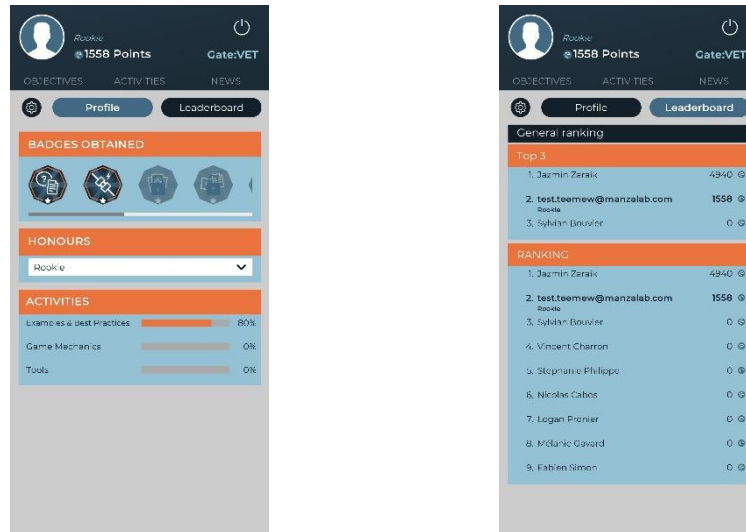 Rookie
1558 Points
Gate:VET
OBJECTIVES ACTIVITIES NEWS
Profile Leaderboard
BADGES OBTAINED
HONOURS
Rookie
ACTIVITIES
Examples & Best Practices 80%
Game Mechanics 0%
Tools 0%
Rookie
1558 Points
Gate:VET
OBJECTIVES ACTIVITIES NEWS
Profile Leaderboard
General ranking
Top 3
1. Jazmin Zaraik 4940
2. test.teemew@manzalab.com 1558
Rookie
3. Sylvian Bouvier 0
RANKING
1. Jazmin Zaraik 4940
2. test.teemew@manzalab.com 1558
Rookie
3. Sylvian Bouvier 0
4. Vincent Charron 0
5. Stephanie Philippe 0
6. Nicolas Cabos 0
7. Logan Pronier 0
8. Mélanie Gavard 0
9. Fabien Simon 0